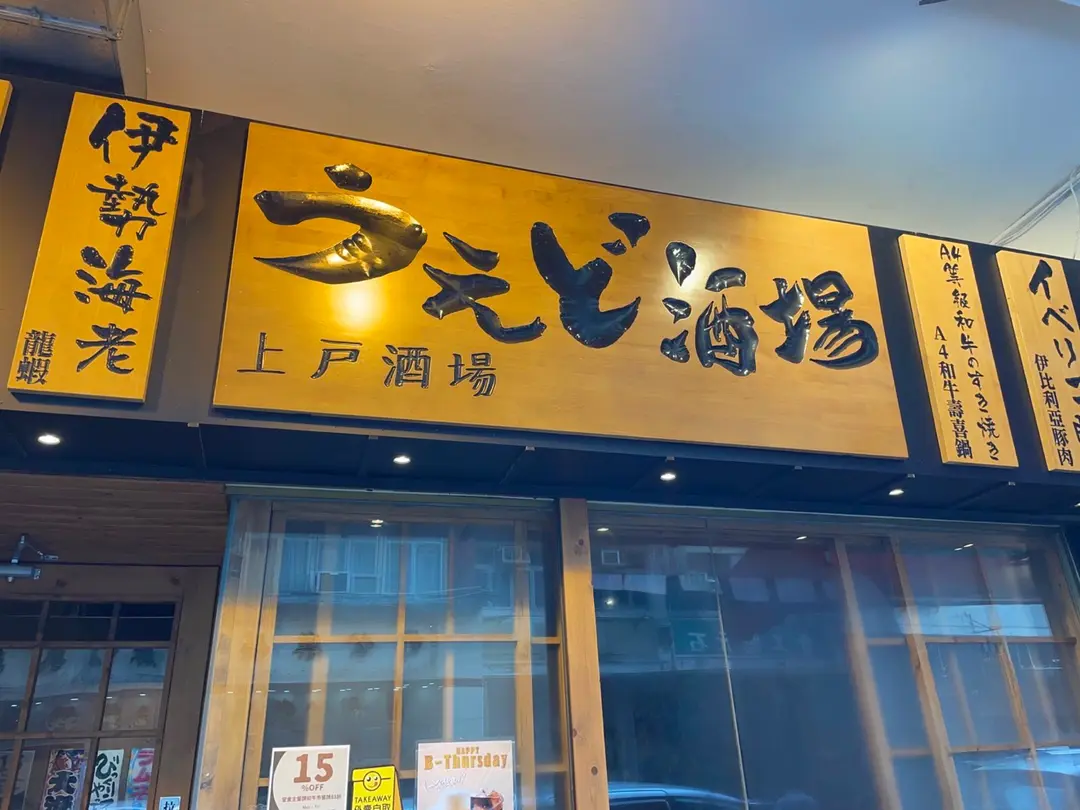 伊勢海老
龍蝦
うえど酒場
上戸酒場
A4等級和牛のすき焼き
A4和牛壽喜鍋
イベリコ
伊比利亞豚肉
15
%OFF
TAKEAWAY
HAPPY
B-Thursday